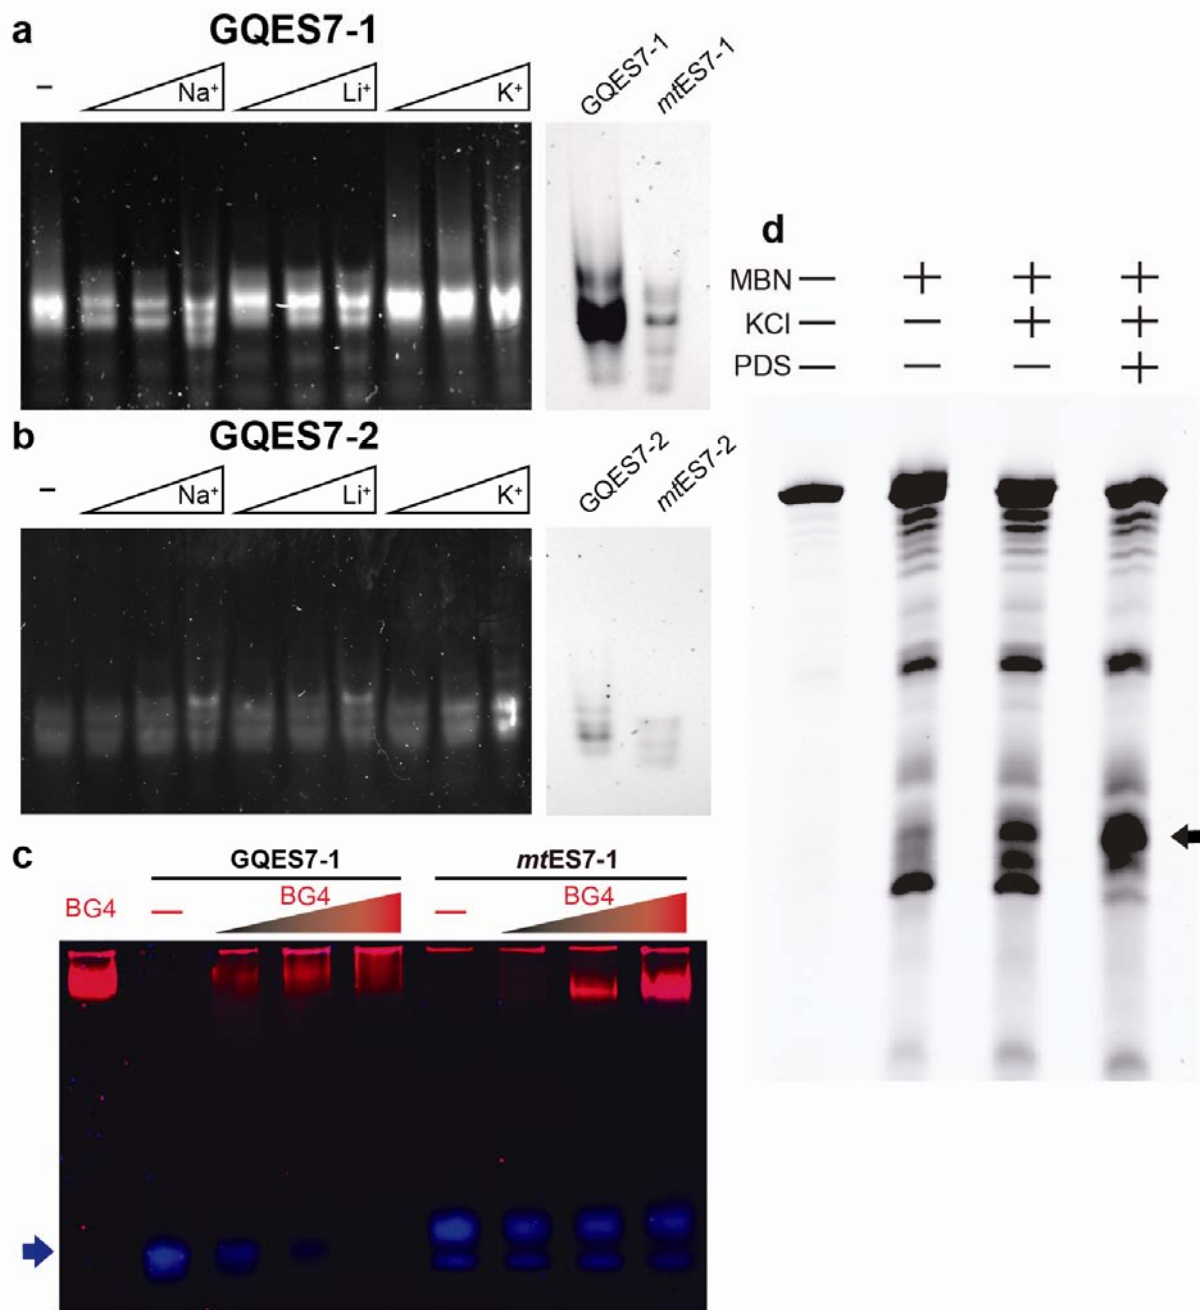 a
GQES7-1
– Na⁺ Li⁺ K⁺
GQES7-1 mtES7-1
b
GQES7-2
– Na⁺ Li⁺ K⁺
GQES7-2 mtES7-2
c
GQES7-1 mtES7-1
BG4 – BG4 – BG4
d
MBN – + + +
KCl – – + +
PDS – – – +